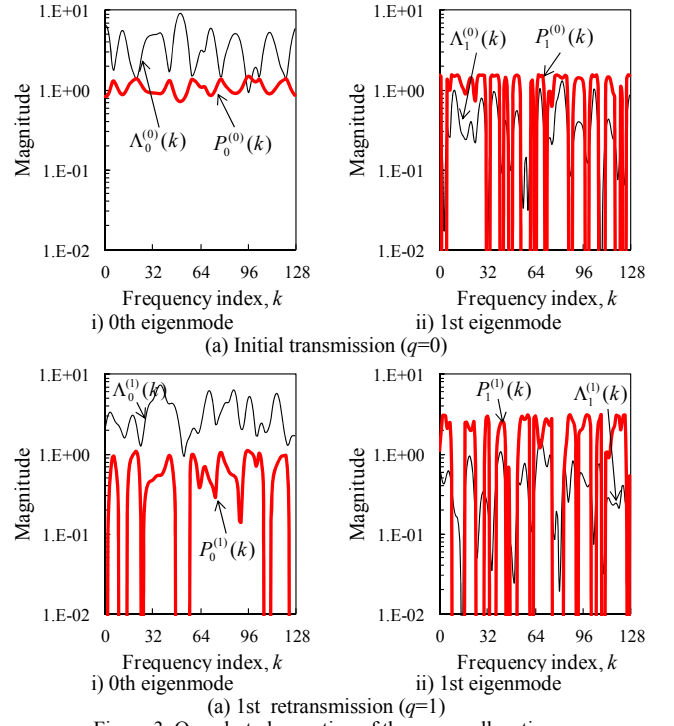 1.E+01
1.E+00
1.E-01
1.E-02
Magnitude
Λ₀⁽⁰⁾(k)
P₀⁽⁰⁾(k)
0 32 64 96 128
Frequency index, k
i) 0th eigenmode
1.E+01
1.E+00
1.E-01
1.E-02
Magnitude
Λ₁⁽⁰⁾(k)
P₁⁽⁰⁾(k)
0 32 64 96 128
Frequency index, k
ii) 1st eigenmode
(a) Initial transmission (q=0)
1.E+01
1.E+00
1.E-01
1.E-02
Magnitude
Λ₀⁽¹⁾(k)
P₀⁽¹⁾(k)
0 32 64 96 128
Frequency index, k
i) 0th eigenmode
1.E+01
1.E+00
1.E-01
1.E-02
Magnitude
P₁⁽¹⁾(k)
Λ₁⁽¹⁾(k)
0 32 64 96 128
Frequency index, k
ii) 1st eigenmode
(a) 1st retransmission (q=1)